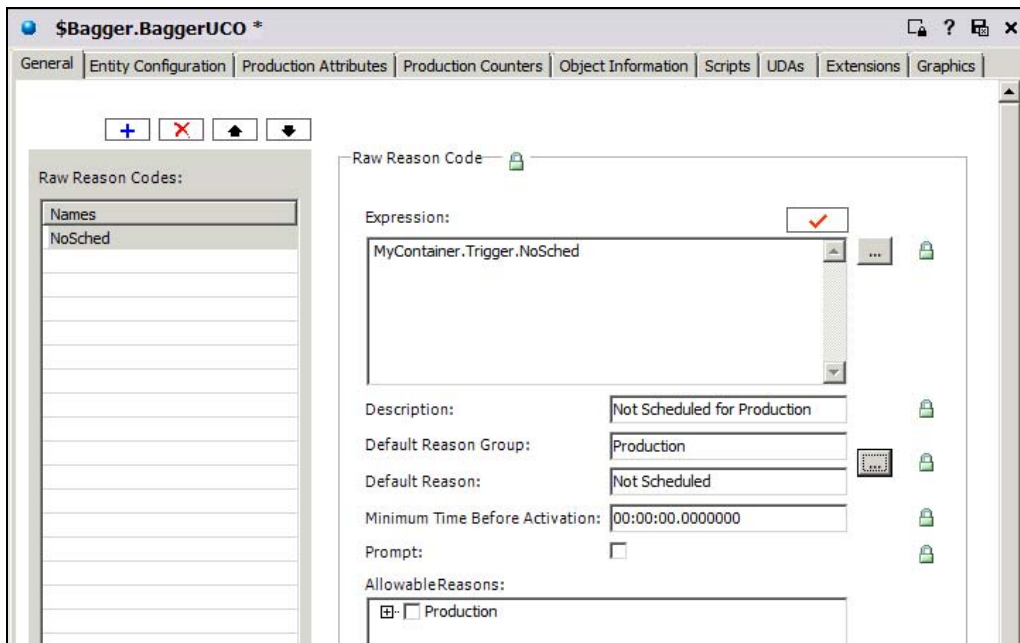 $Bagger.BaggerUCO *
General Entity Configuration Production Attributes Production Counters Object Information Scripts UDAs Extensions Graphics
Raw Reason Codes:
Names
NoSched
Raw Reason Code
Expression:
MyContainer.Trigger.NoSched
...
Description: Not Scheduled for Production
Default Reason Group: Production
...
Default Reason: Not Scheduled
Minimum Time Before Activation: 00:00:00.0000000
Prompt:
AllowableReasons:
Production